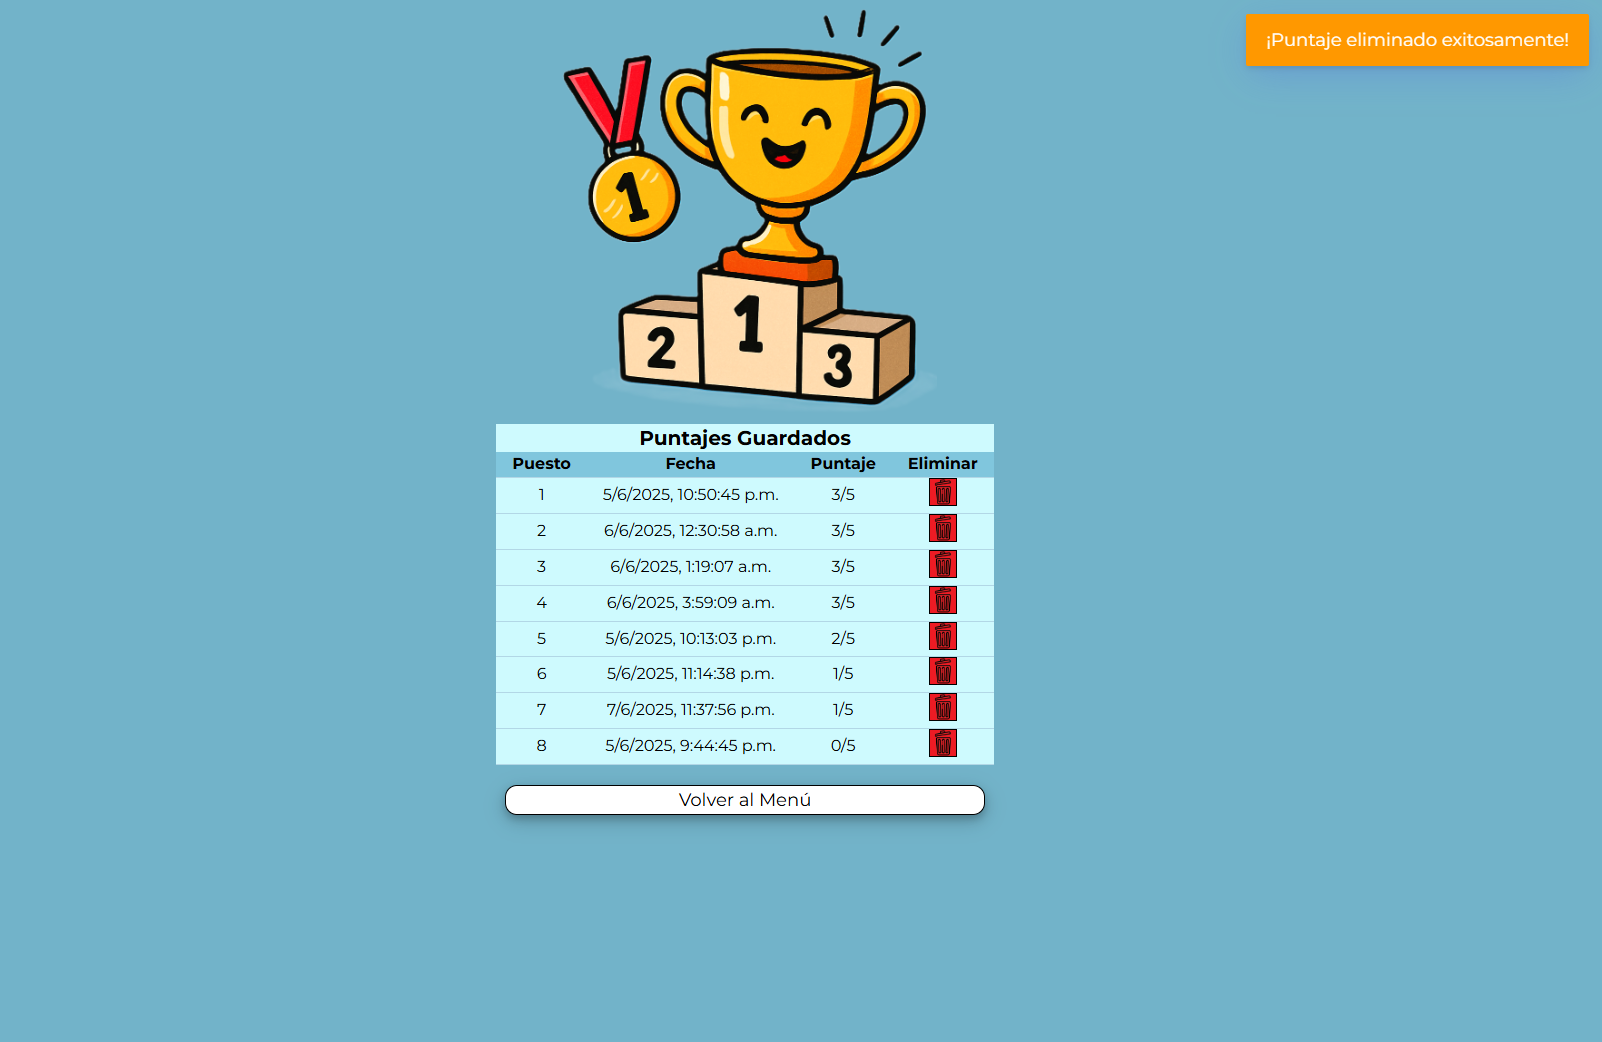 ¡Puntaje eliminado exitosamente!
1
2 1 3
Puntajes Guardados
Puesto Fecha Puntaje Eliminar
1 5/6/2025, 10:50:45 p.m. 3/5
2 6/6/2025, 12:30:58 a.m. 3/5
3 6/6/2025, 1:19:07 a.m. 3/5
4 6/6/2025, 3:59:09 a.m. 3/5
5 5/6/2025, 10:13:03 p.m. 2/5
6 5/6/2025, 11:14:38 p.m. 1/5
7 7/6/2025, 11:37:56 p.m. 1/5
8 5/6/2025, 9:44:45 p.m. 0/5
Volver al Menú